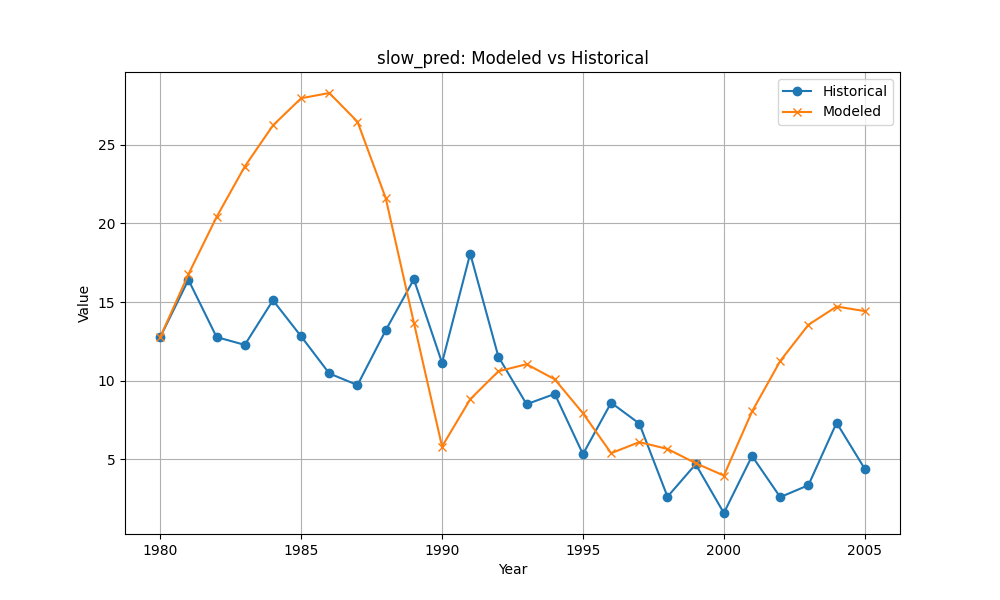 slow_pred: Modeled vs Historical
Historical
Modeled
Value
25
20
15
10
5
1980 1985 1990 1995 2000 2005
Year